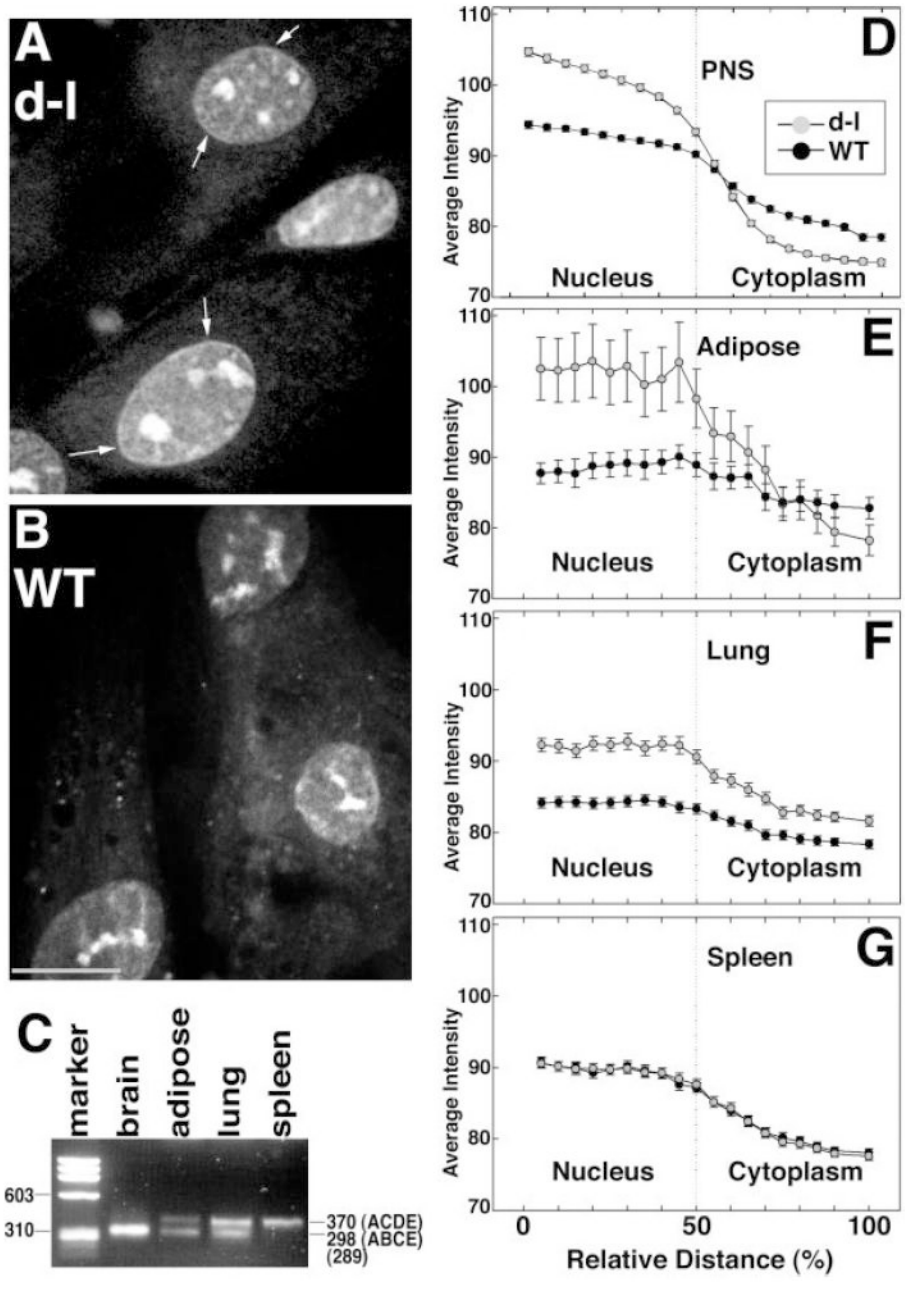 A
d-I
B
WT
C
marker
brain
adipose
lung
spleen
603
310
370 (ACDE)
298 (ABCE)
(289)
D
PNS
d-I
WT
110
100
90
80
70
Average Intensity
Nucleus
Cytoplasm
E
Adipose
110
100
90
80
70
Average Intensity
Nucleus
Cytoplasm
F
Lung
110
100
90
80
70
Average Intensity
Nucleus
Cytoplasm
G
Spleen
110
100
90
80
70
Average Intensity
Nucleus
Cytoplasm
0
50
100
Relative Distance (%)